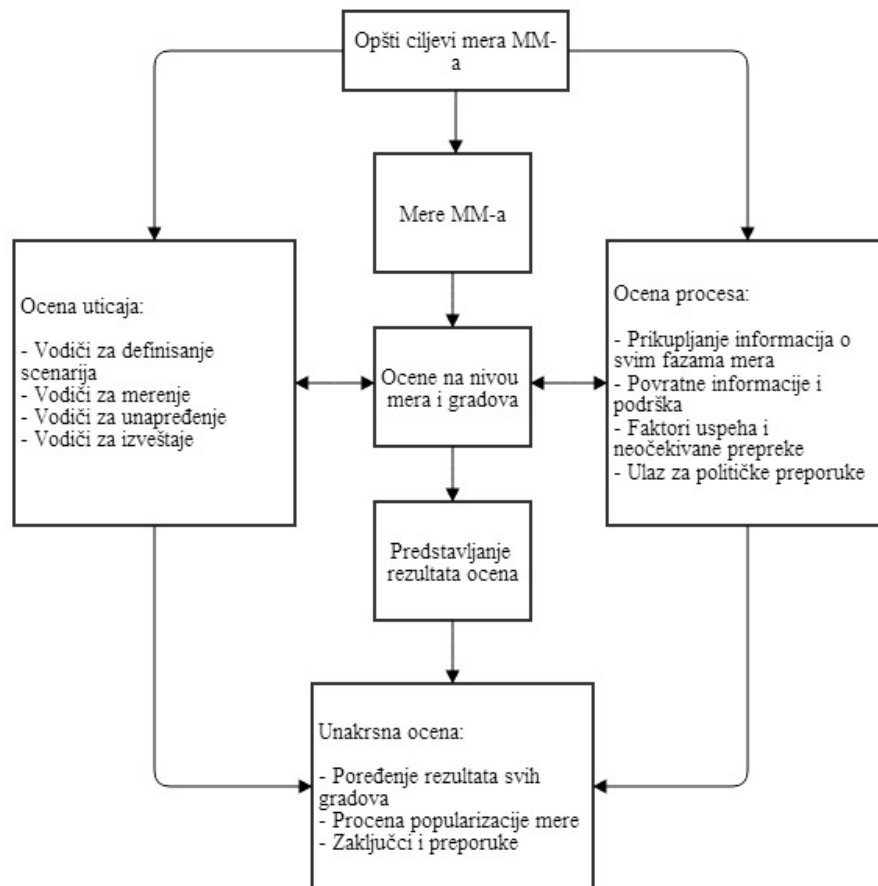 Opšti ciljevi mera MM-
a
Mere MM-a
Ocena uticaja:
- Vodiči za definisanje
scenarija
- Vodiči za merenje
- Vodiči za unapređenje
- Vodiči za izveštaje
Ocene na nivou
mera i gradova
Ocena procesa:
- Prikupljanje informacija o
svim fazama mera
- Povratne informacije i
podrška
- Faktori uspeha i
neočekivane prepreke
- Ulaz za političke preporuke
Predstavljanje
rezultata ocena
Unakrsna ocena:
- Poređenje rezultata svih
gradova
- Procena popularizacije mere
- Zaključci i preporuke